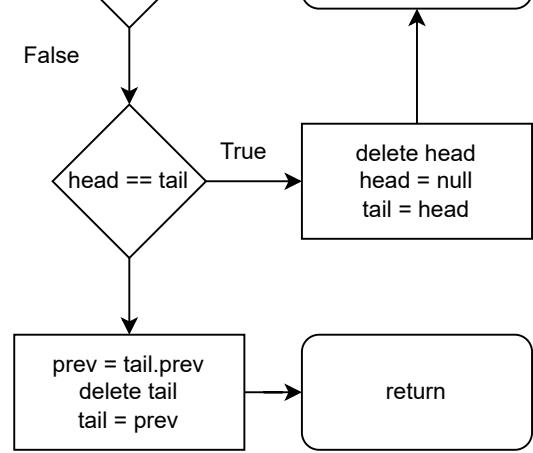 False
True
head == tail
delete head
head = null
tail = head
prev = tail.prev
delete tail
tail = prev
return